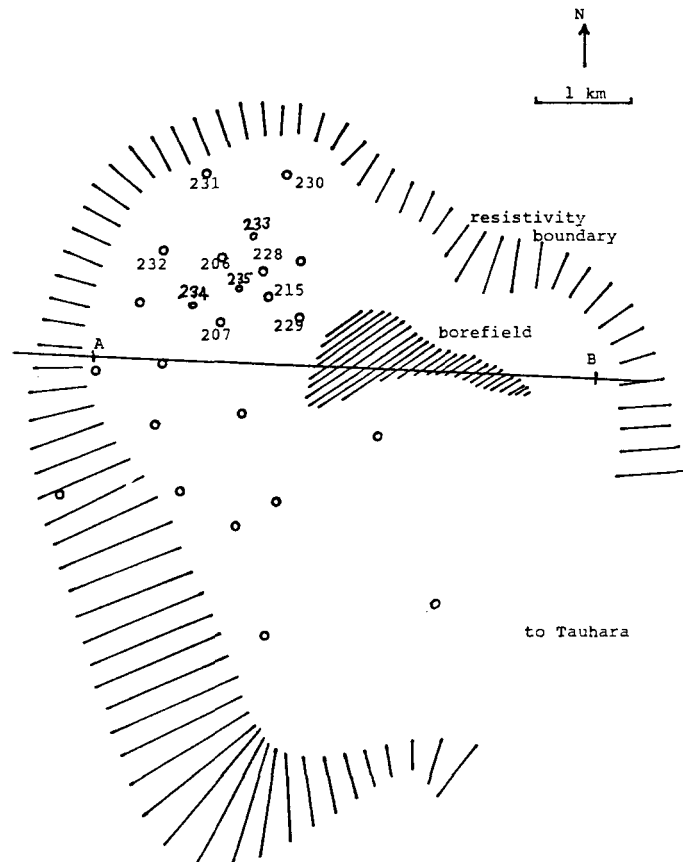 N
1 km
231
230
resistivity
boundary
233
232
206
228
235
234
215
207
229
borefield
A
B
to Tauhara